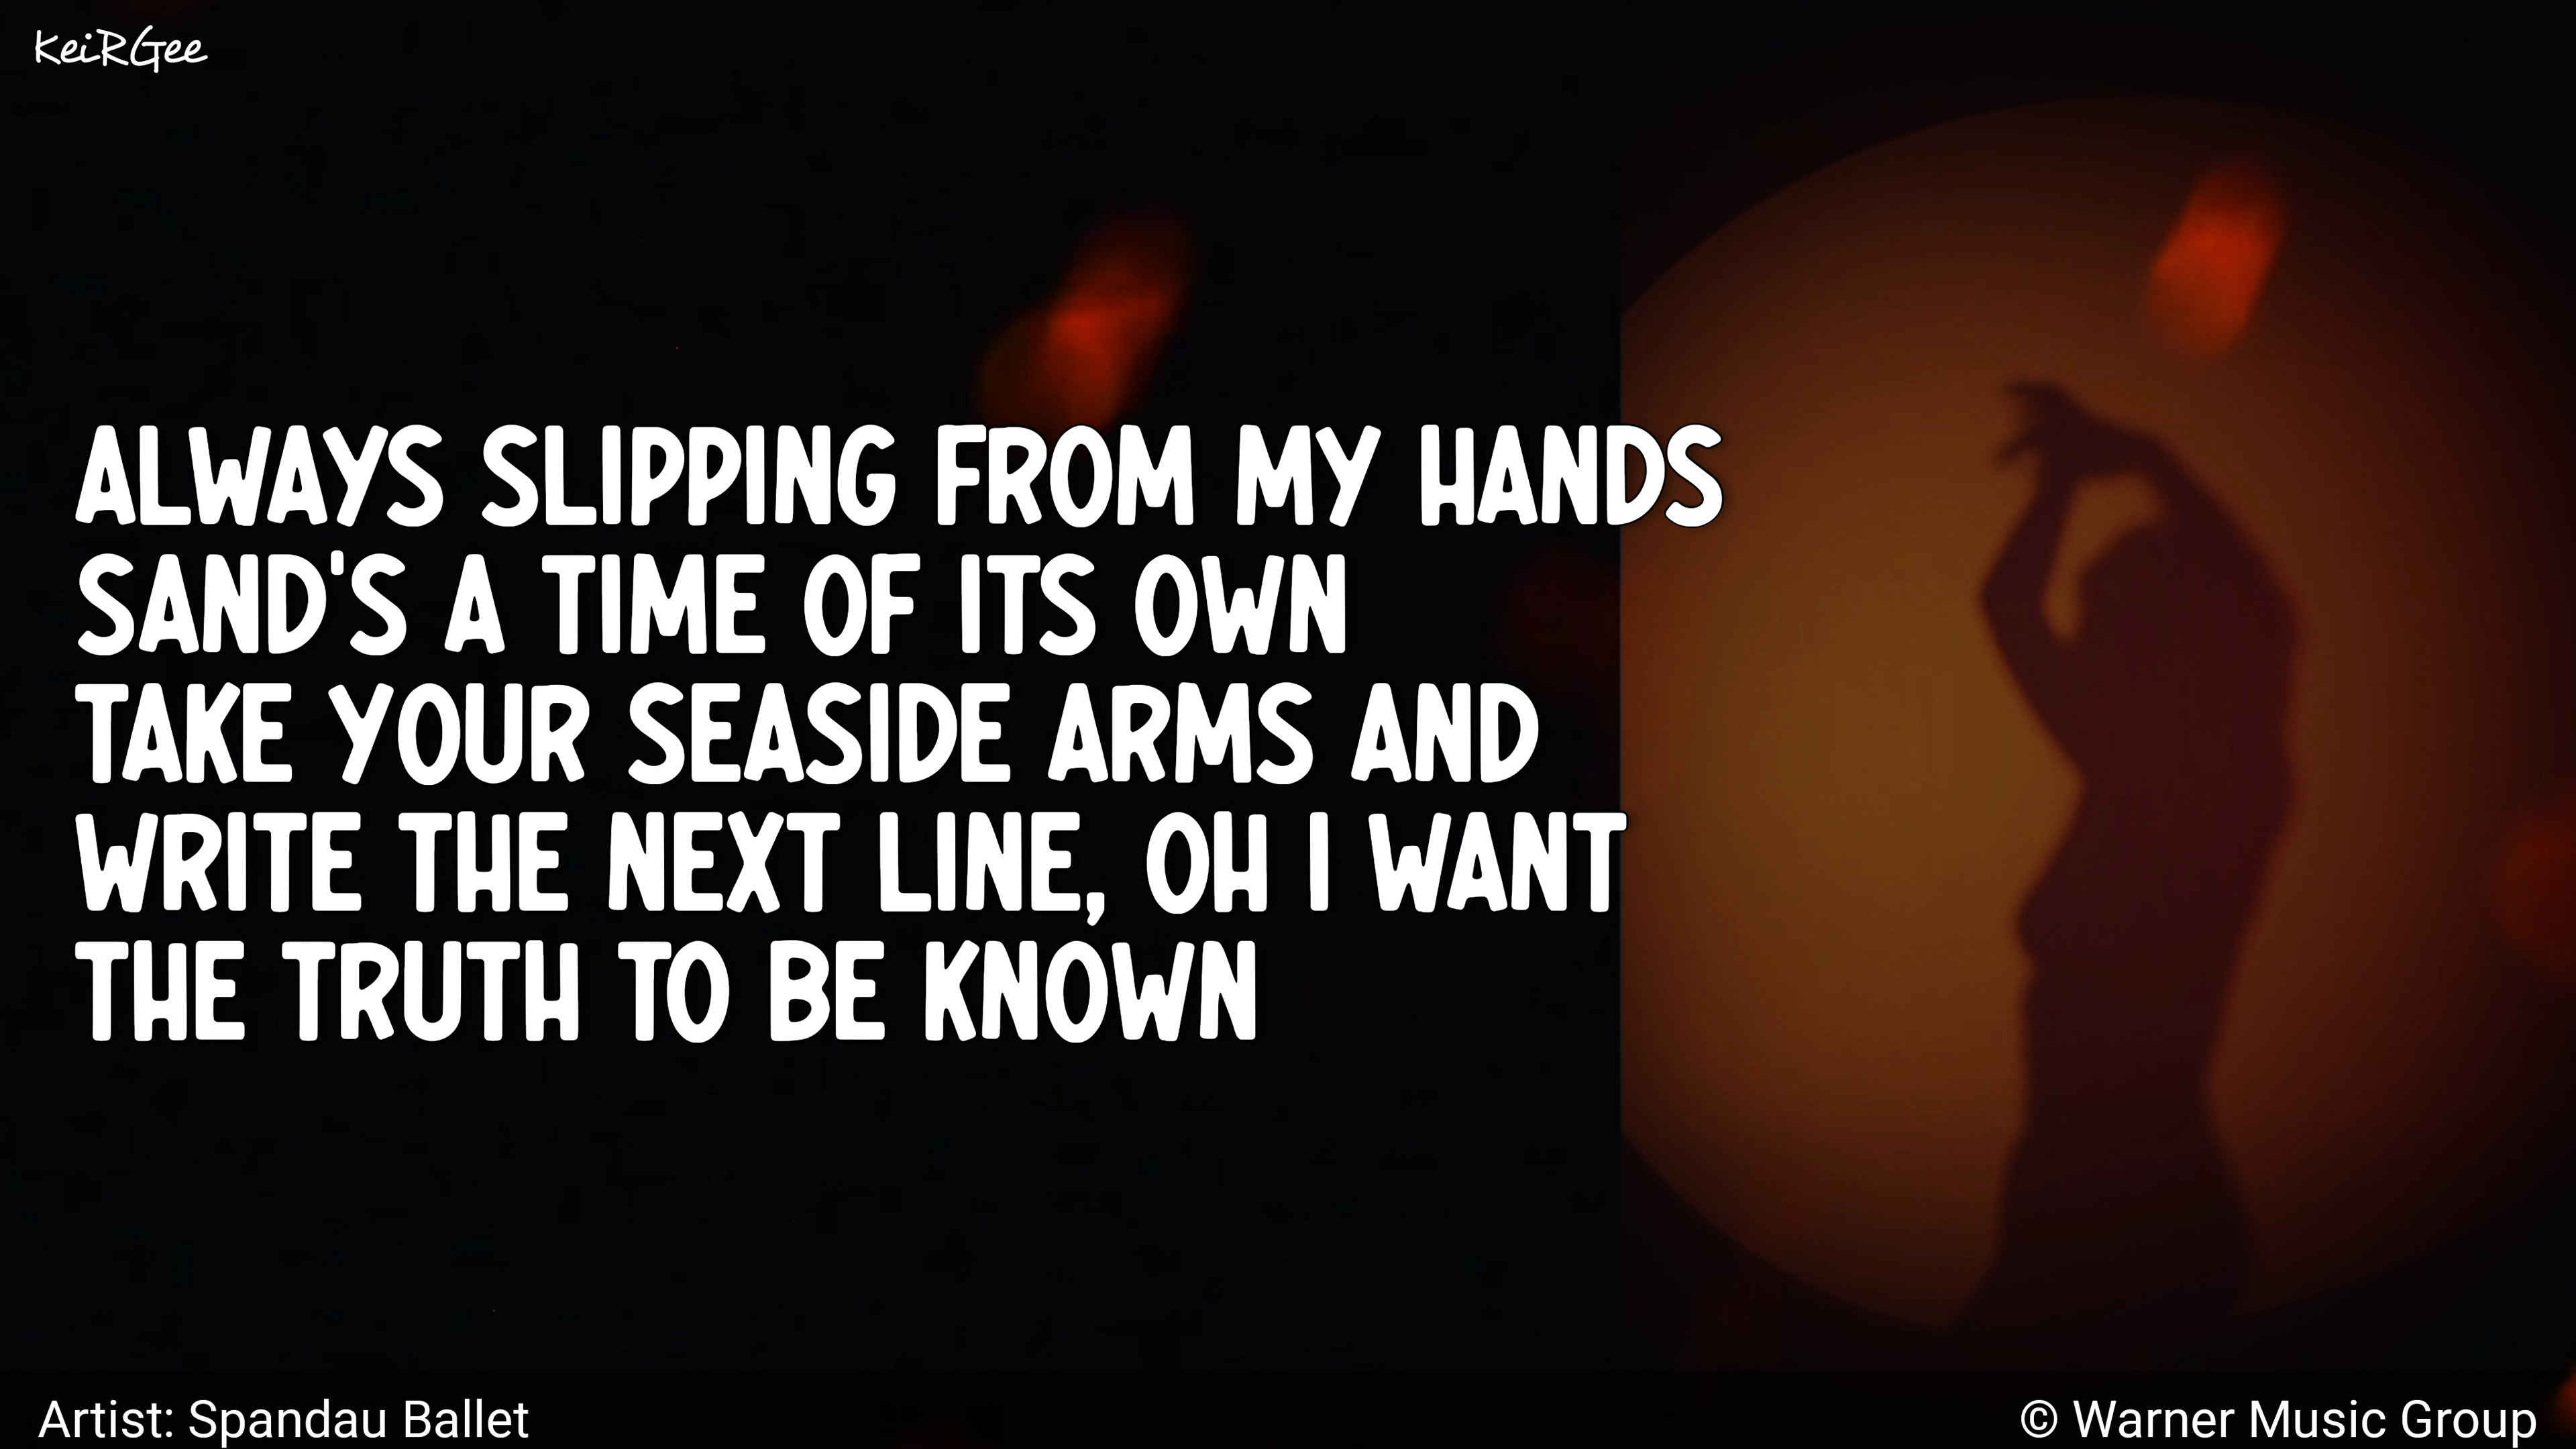 KeiRGee
ALWAYS SLIPPING FROM MY HANDS
SAND'S A TIME OF ITS OWN
TAKE YOUR SEASIDE ARMS AND
WRITE THE NEXT LINE, OH I WANT
THE TRUTH TO BE KNOWN
Artist: Spandau Ballet
© Warner Music Group